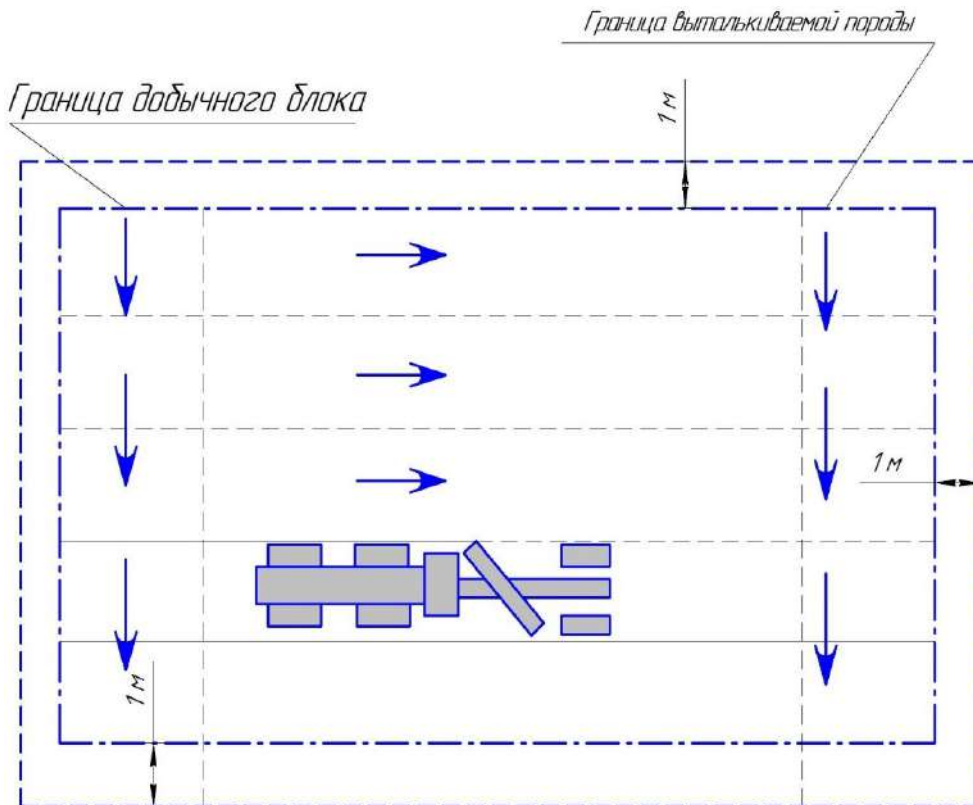 Граница выталкиваемой породы
Граница добычного блока
1 м
1 м
1 м